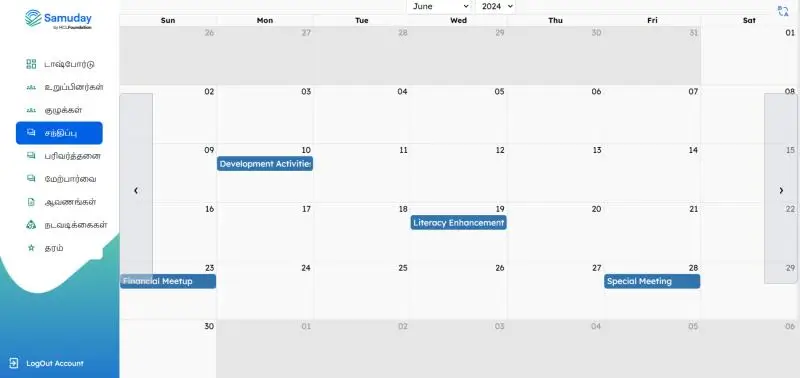 Samuday
by HCLFoundation
டாஷ்போர்டு
உறுப்பினர்கள்
குழுக்கள்
சந்திப்பு
பரிவர்த்தனை
மேற்பார்வை
ஆவணங்கள்
நடவடிக்கைகள்
தரம்
LogOut Account
June 2024
Sun Mon Tue Wed Thu Fri Sat
26 27 28 29 30 31 01
02 03 04 05 06 07 08
09 10 11 12 13 14 15
Development Activities
16 17 18 19 20 21 22
Literacy Enhancement
23 24 25 26 27 28 29
Financial Meetup Special Meeting
30 01 02 03 04 05 06